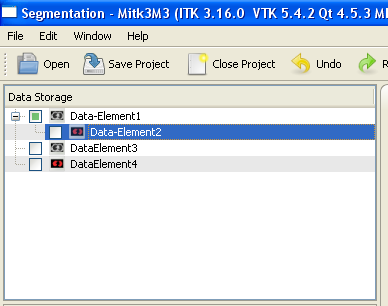 Segmentation - Mitk3M3 (ITK 3.16.0 VTK 5.4.2 Qt 4.5.3
File Edit Window Help
Open Save Project Close Project Undo
Data Storage
Data-Element1
Data-Element2
DataElement3
DataElement4